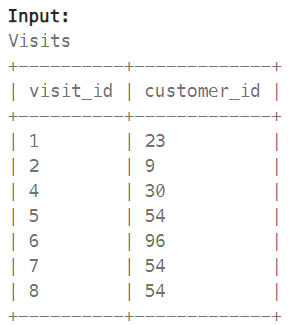 Input:
Visits
+----------+-------------+
| visit_id | customer_id |
+----------+-------------+
| 1        | 23          |
| 2        | 9           |
| 4        | 30          |
| 5        | 54          |
| 6        | 96          |
| 7        | 54          |
| 8        | 54          |
+----------+-------------+